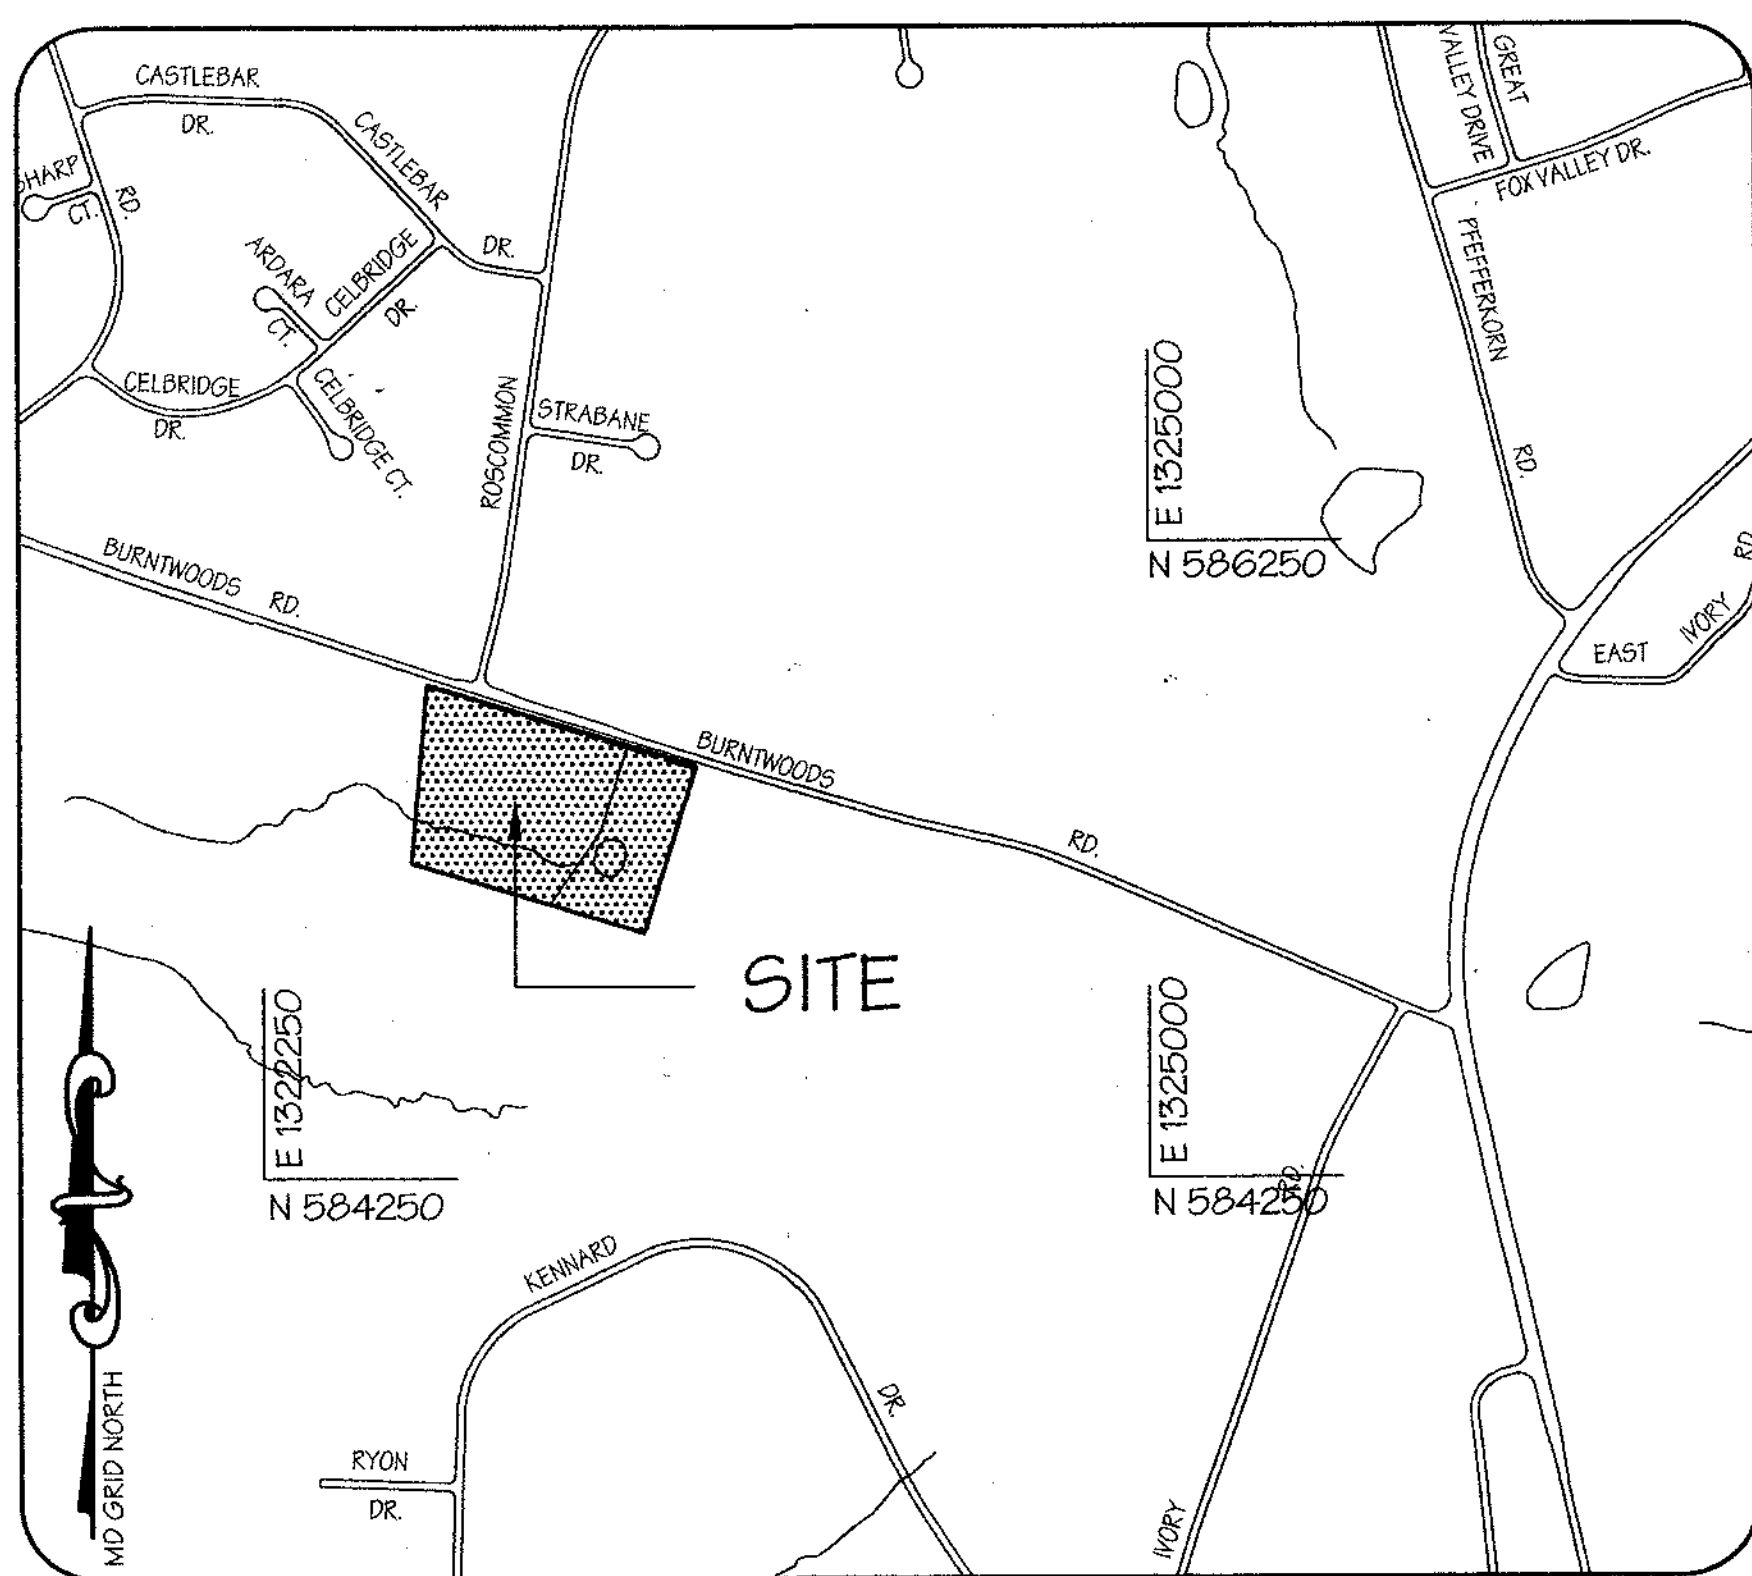 CASTLEBAR
DR.
CASTLEBAR
DR.
SHARP
CT.
RD.
ARDARA
CT.
CELBRIDGE
DR.
CELBRIDGE
DR.
CELBRIDGE CT.
ROSCOMMON
STRABANE
DR.
VALLEY DRIVE
GREAT
FOX VALLEY DR.
PFEFFERKORN
RD.
E 1325000
N 586250
BURNTWOODS RD.
EAST
IVORY
RD
BURNTWOODS
RD.
SITE
E 1322250
N 584250
E 1325000
N 584250
RD.
IVORY
KENNARD
DR.
RYON
DR.
MD GRID NORTH